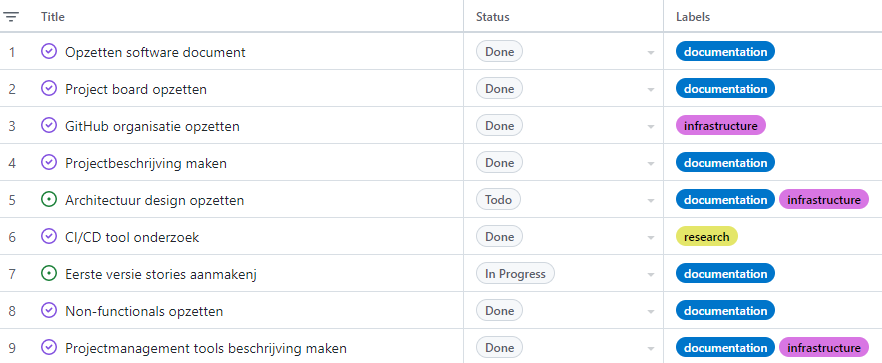 Title Status Labels
1 Opzetten software document Done documentation
2 Project board opzetten Done documentation
3 GitHub organisatie opzetten Done infrastructure
4 Projectbeschrijving maken Done documentation
5 Architectuur design opzetten Todo documentation infrastructure
6 CI/CD tool onderzoek Done research
7 Eerste versie stories aanmakenj In Progress documentation
8 Non-functionals opzetten Done documentation
9 Projectmanagement tools beschrijving maken Done documentation infrastructure